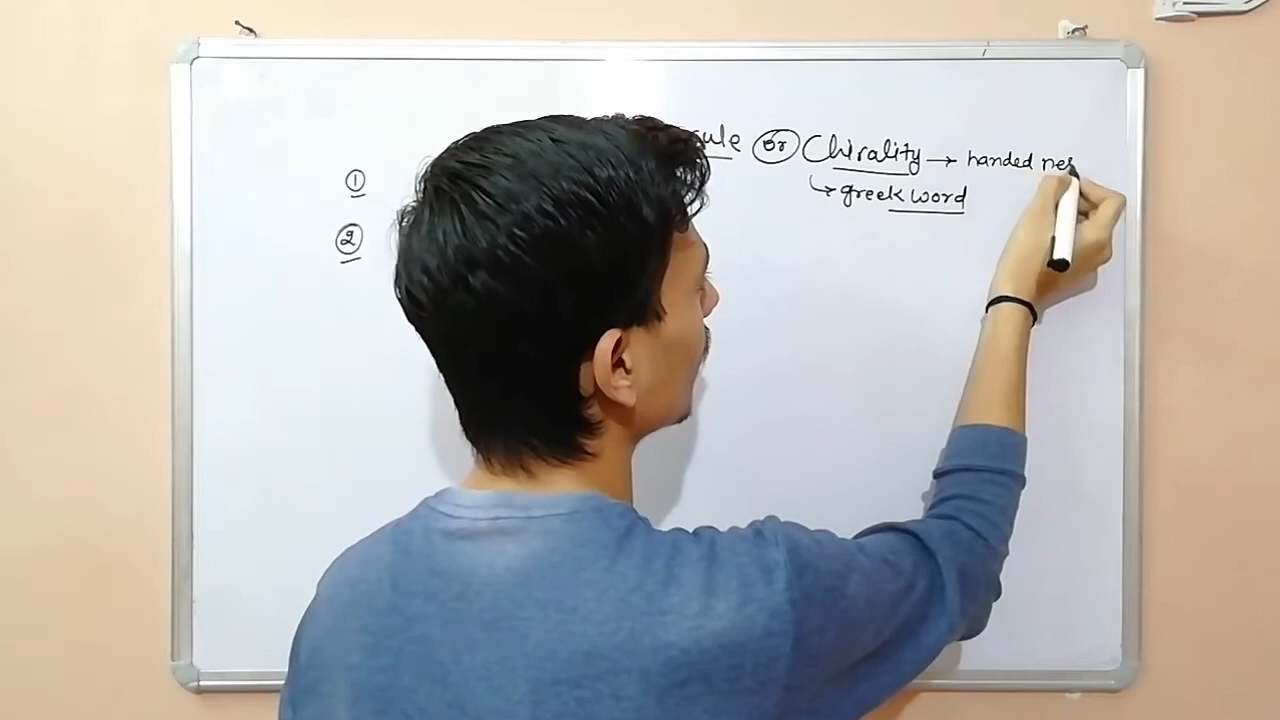 ① or Chirality → handed nes
↳ greek word
②